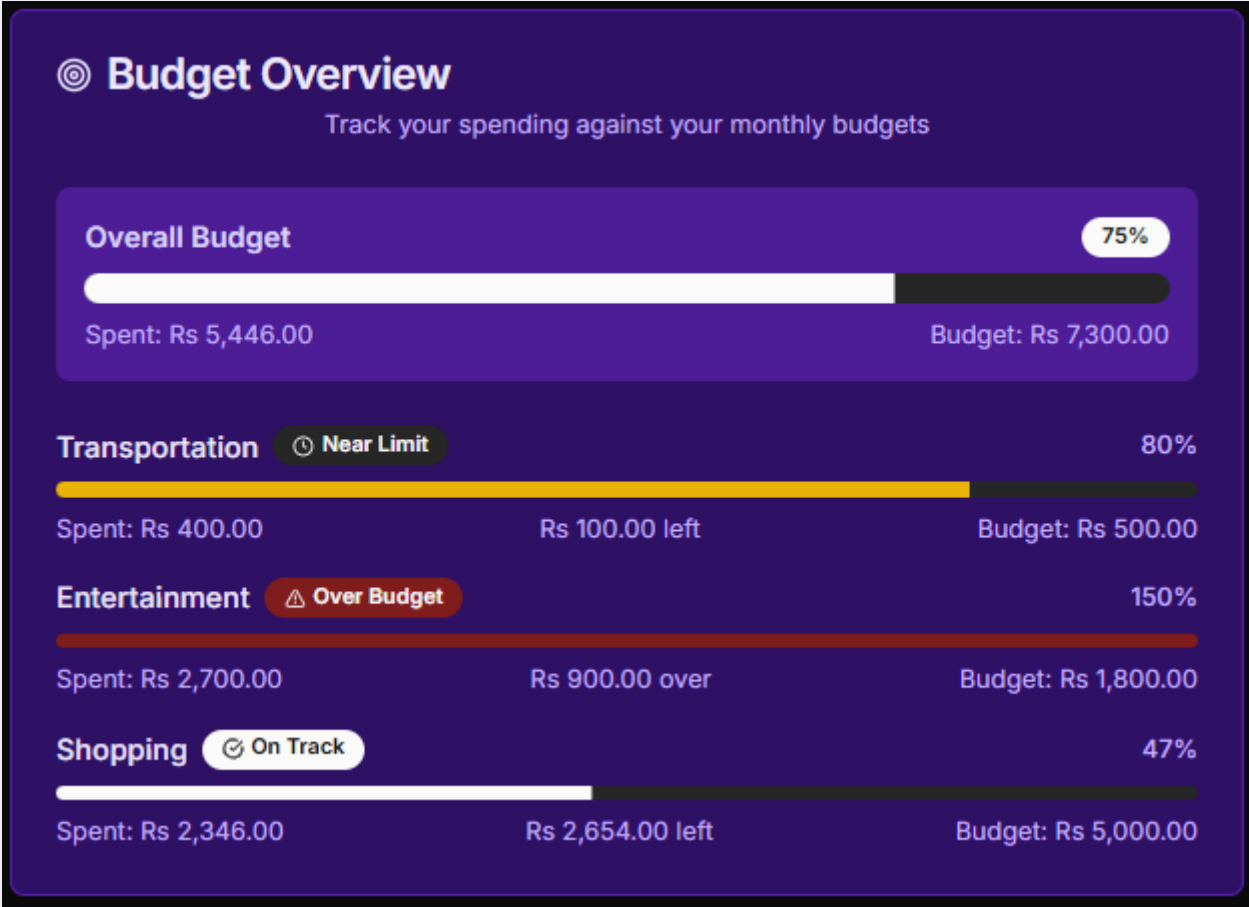 Budget Overview
Track your spending against your monthly budgets
Overall Budget 75%
Spent: Rs 5,446.00 Budget: Rs 7,300.00
Transportation Near Limit 80%
Spent: Rs 400.00 Rs 100.00 left Budget: Rs 500.00
Entertainment Over Budget 150%
Spent: Rs 2,700.00 Rs 900.00 over Budget: Rs 1,800.00
Shopping On Track 47%
Spent: Rs 2,346.00 Rs 2,654.00 left Budget: Rs 5,000.00